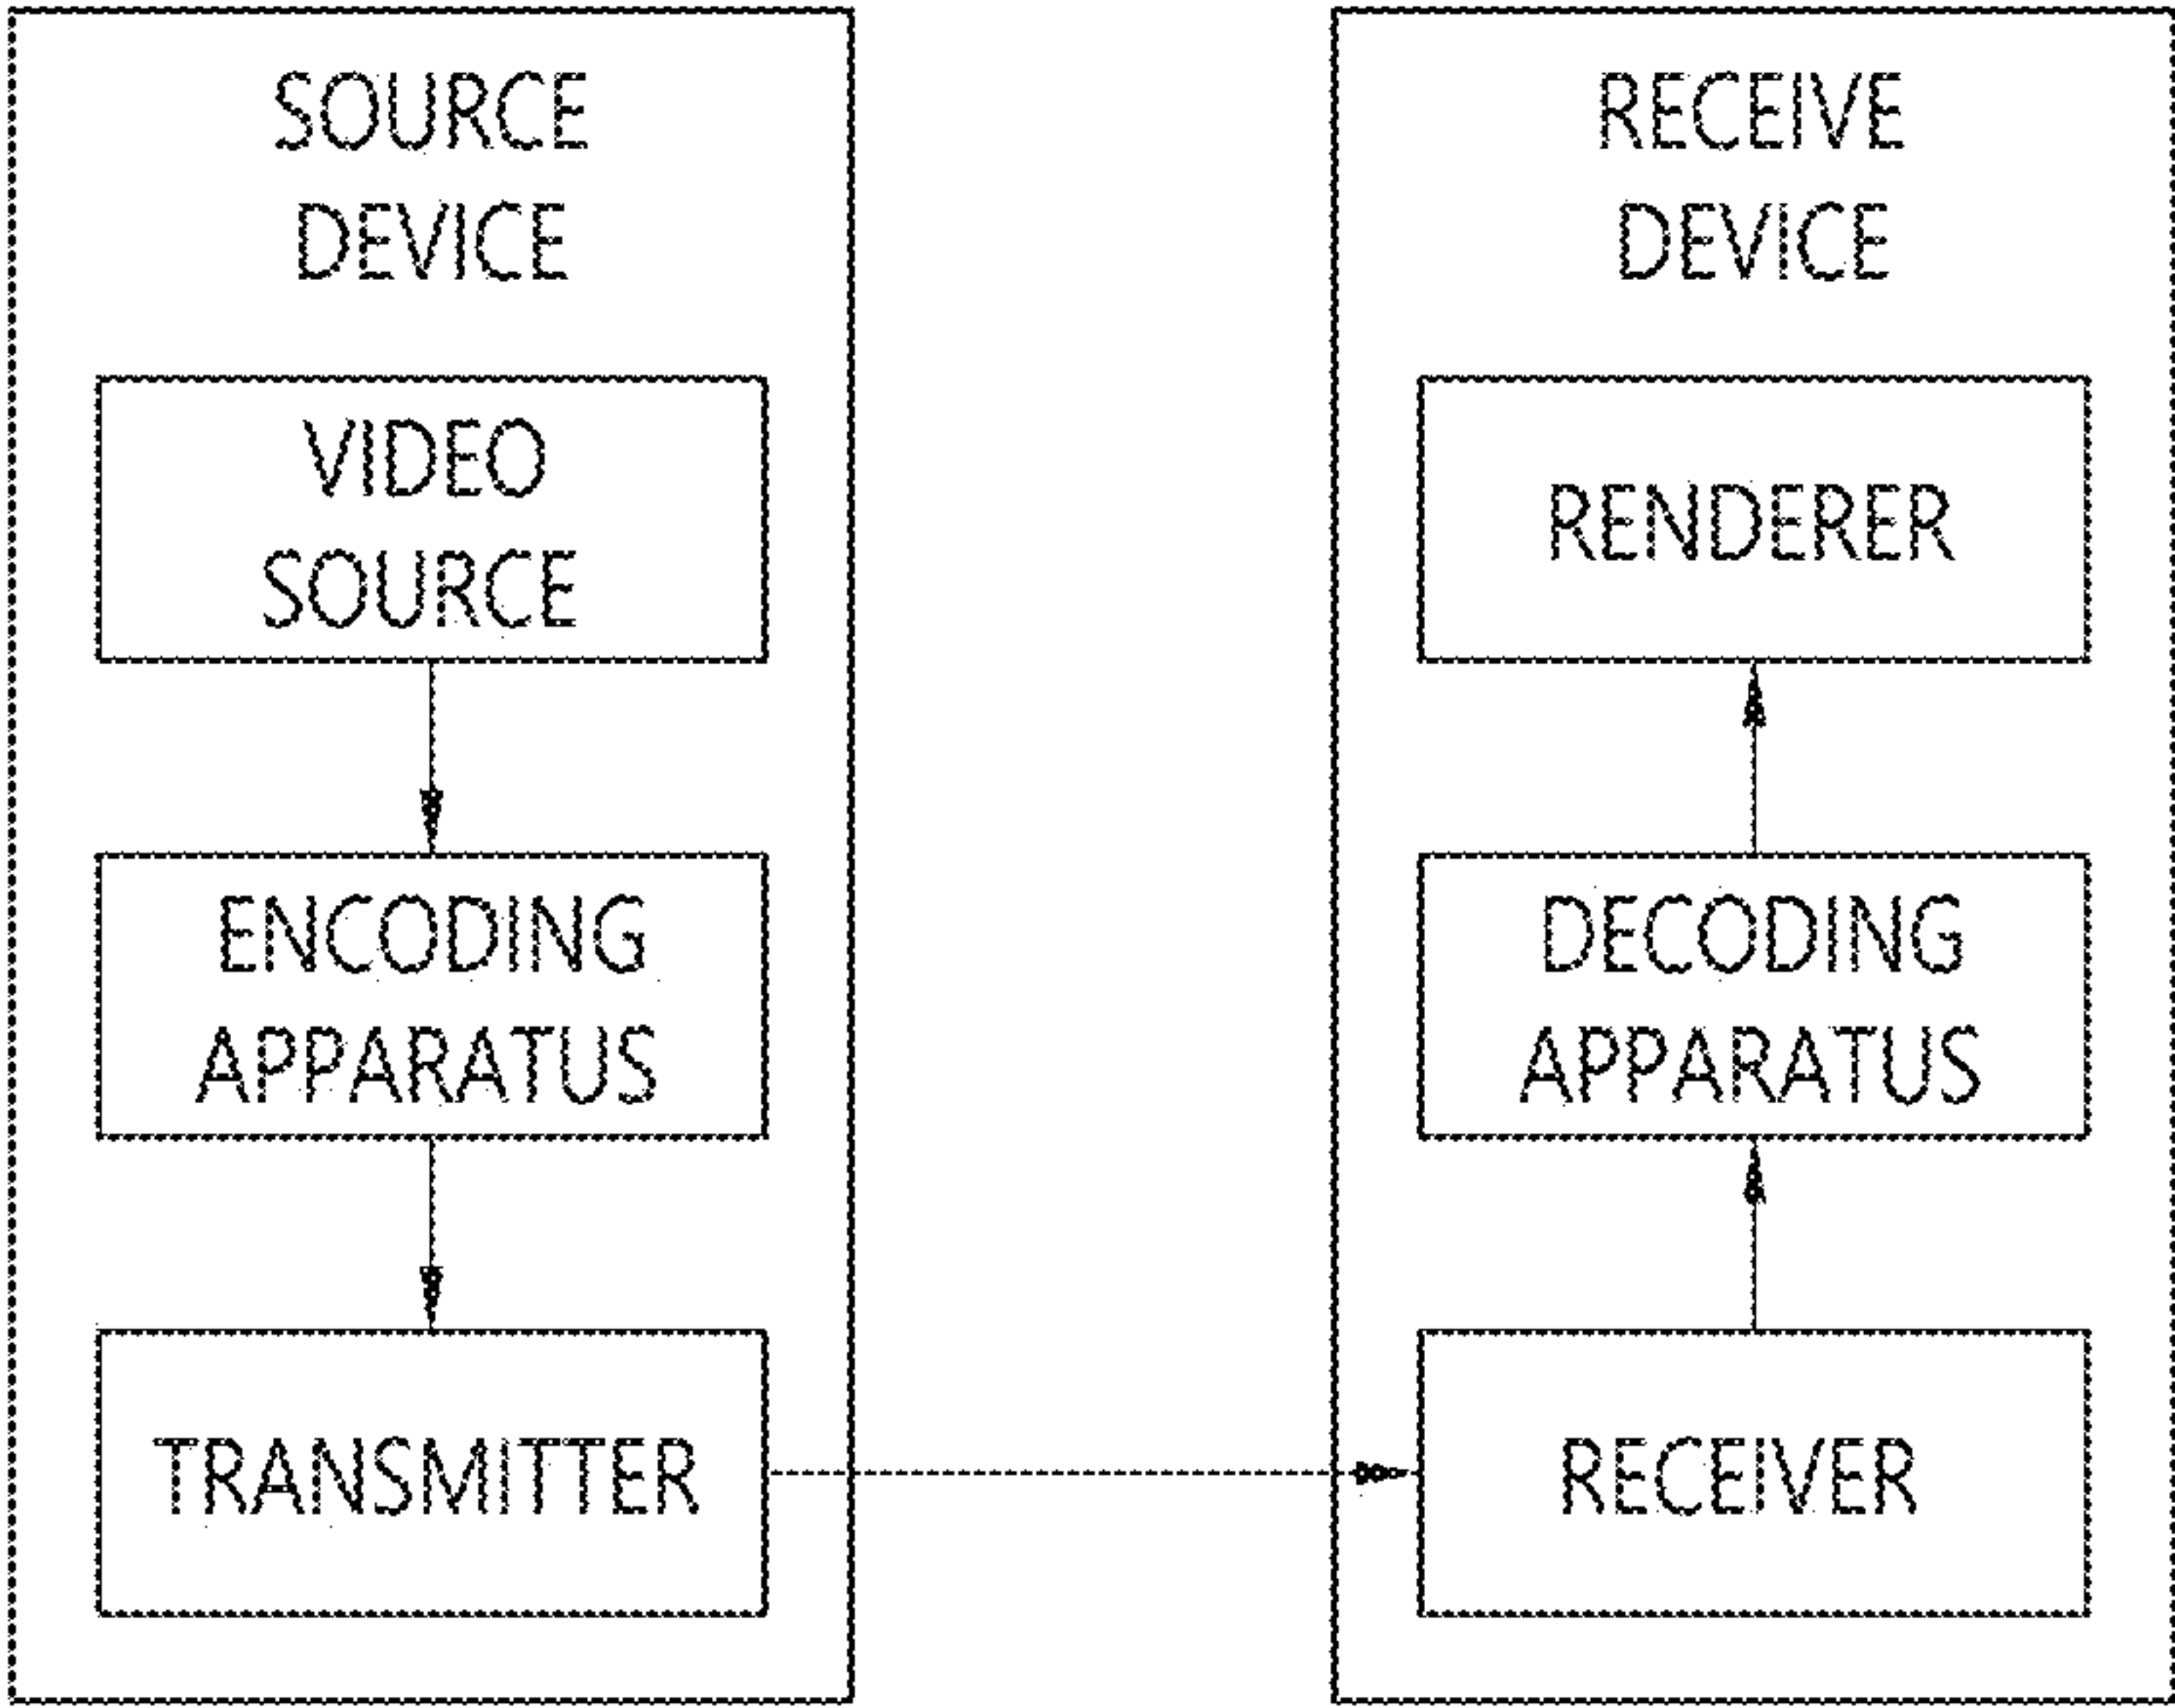 SOURCE
DEVICE
VIDEO
SOURCE
ENCODING
APPARATUS
TRANSMITTER
RECEIVE
DEVICE
RENDERER
DECODING
APPARATUS
RECEIVER